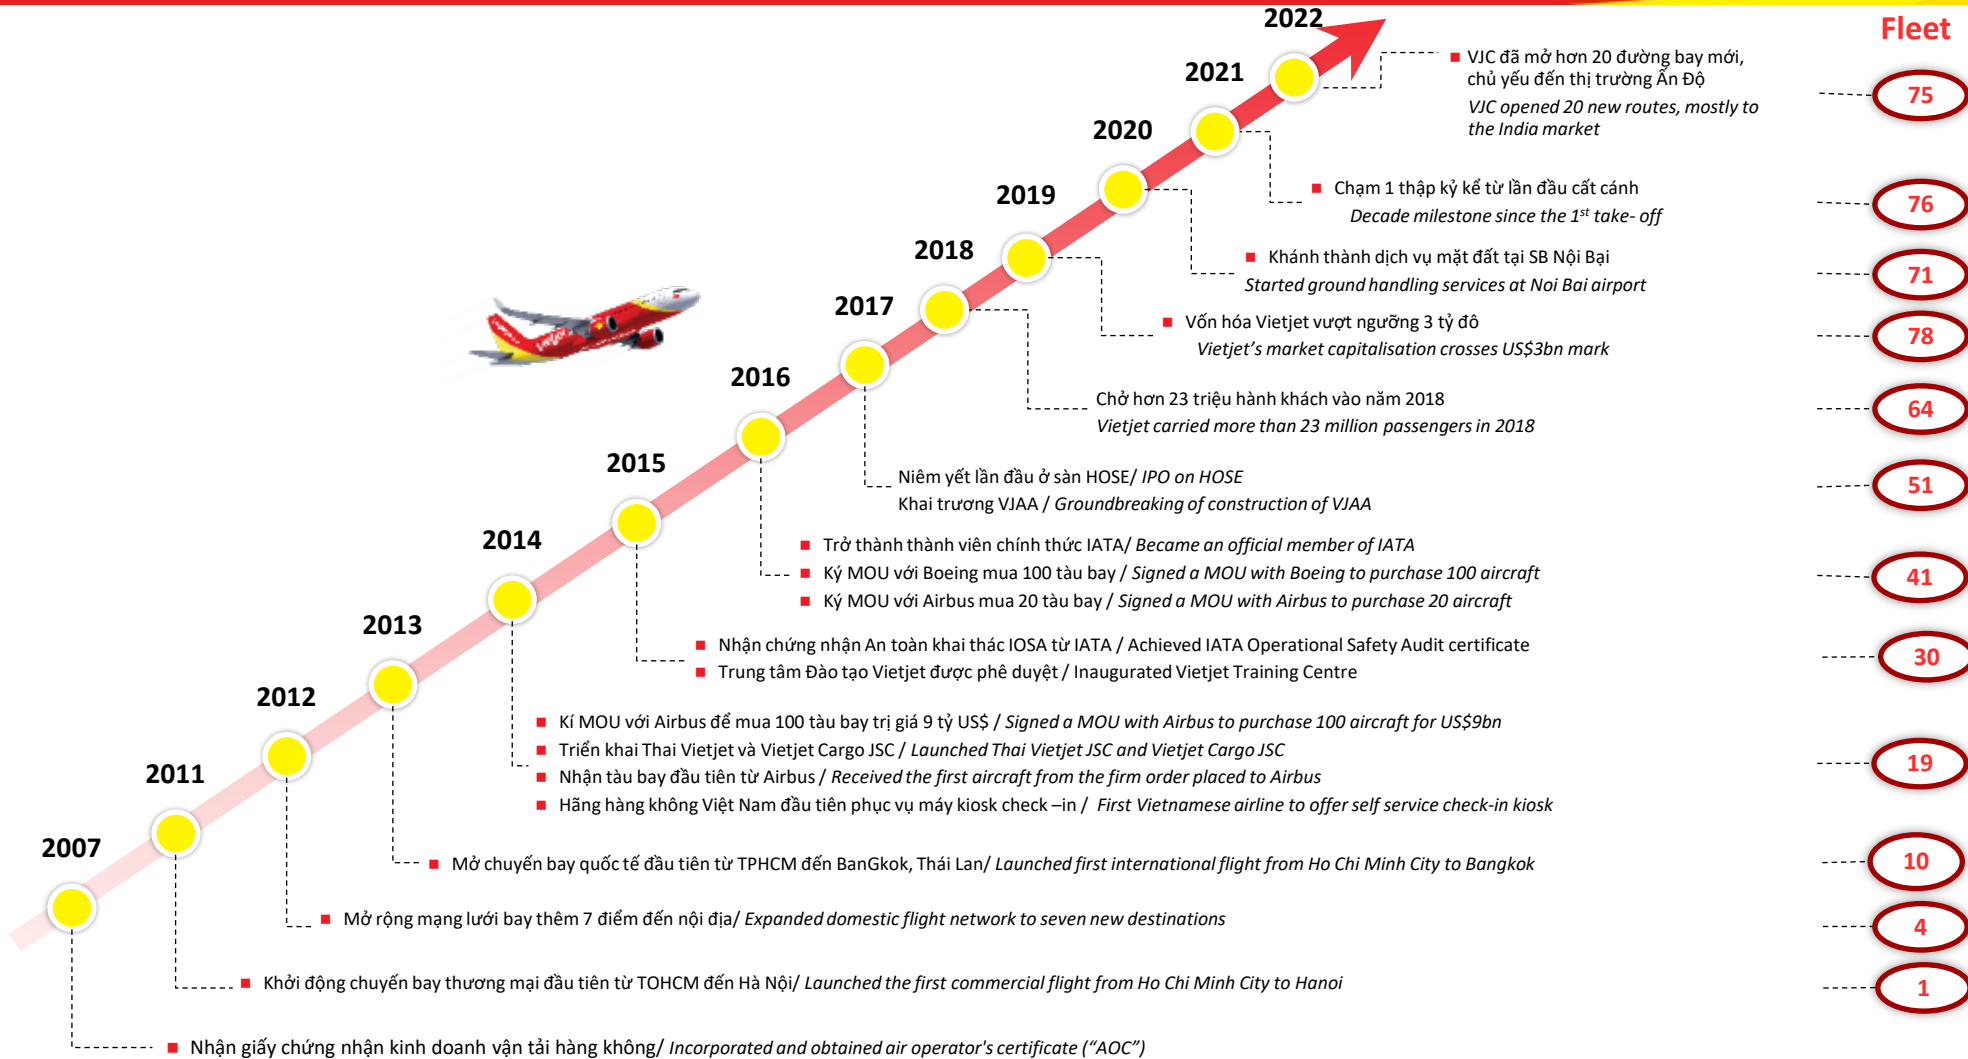 2022
Fleet
VJC đã mở hơn 20 đường bay mới,
chủ yếu đến thị trường Ấn Độ
VJC opened 20 new routes, mostly to
the India market
75
2021
2020
Chạm 1 thập kỷ kể từ lần đầu cất cánh
Decade milestone since the 1st take- off
76
2019
Khánh thành dịch vụ mặt đất tại SB Nội Bại
Started ground handling services at Noi Bai airport
71
2018
Vốn hóa Vietjet vượt ngưỡng 3 tỷ đô
Vietjet's market capitalisation crosses US$3bn mark
78
2017
Chở hơn 23 triệu hành khách vào năm 2018
Vietjet carried more than 23 million passengers in 2018
64
2016
Niêm yết lần đầu ở sàn HOSE/ IPO on HOSE
Khai trương VJAA / Groundbreaking of construction of VJAA
51
2015
Trở thành thành viên chính thức IATA/ Became an official member of IATA
Ký MOU với Boeing mua 100 tàu bay / Signed a MOU with Boeing to purchase 100 aircraft
Ký MOU với Airbus mua 20 tàu bay / Signed a MOU with Airbus to purchase 20 aircraft
41
2014
Nhận chứng nhận An toàn khai thác IOSA từ IATA / Achieved IATA Operational Safety Audit certificate
Trung tâm Đào tạo Vietjet được phê duyệt / Inaugurated Vietjet Training Centre
30
2013
Kí MOU với Airbus để mua 100 tàu bay trị giá 9 tỷ US$ / Signed a MOU with Airbus to purchase 100 aircraft for US$9bn
Triển khai Thai Vietjet và Vietjet Cargo JSC / Launched Thai Vietjet JSC and Vietjet Cargo JSC
Nhận tàu bay đầu tiên từ Airbus / Received the first aircraft from the firm order placed to Airbus
Hãng hàng không Việt Nam đầu tiên phục vụ máy kiosk check –in / First Vietnamese airline to offer self service check-in kiosk
19
2012
Mở chuyến bay quốc tế đầu tiên từ TPHCM đến BanGkok, Thái Lan/ Launched first international flight from Ho Chi Minh City to Bangkok
10
2011
Mở rộng mạng lưới bay thêm 7 điểm đến nội địa/ Expanded domestic flight network to seven new destinations
4
2007
Khởi động chuyến bay thương mại đầu tiên từ TOHCM đến Hà Nội/ Launched the first commercial flight from Ho Chi Minh City to Hanoi
1
Nhận giấy chứng nhận kinh doanh vận tải hàng không/ Incorporated and obtained air operator's certificate (“AOC”)